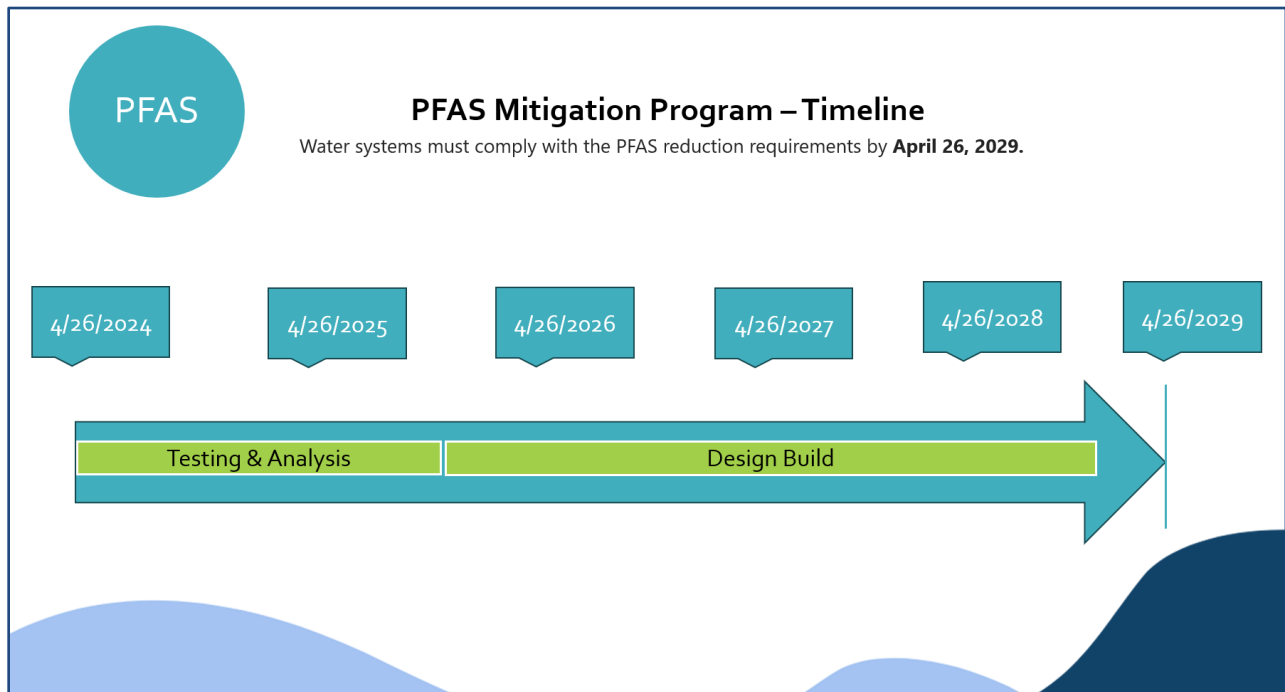 PFAS
PFAS Mitigation Program – Timeline
Water systems must comply with the PFAS reduction requirements by April 26, 2029.
4/26/2024
4/26/2025
4/26/2026
4/26/2027
4/26/2028
4/26/2029
Testing & Analysis
Design Build